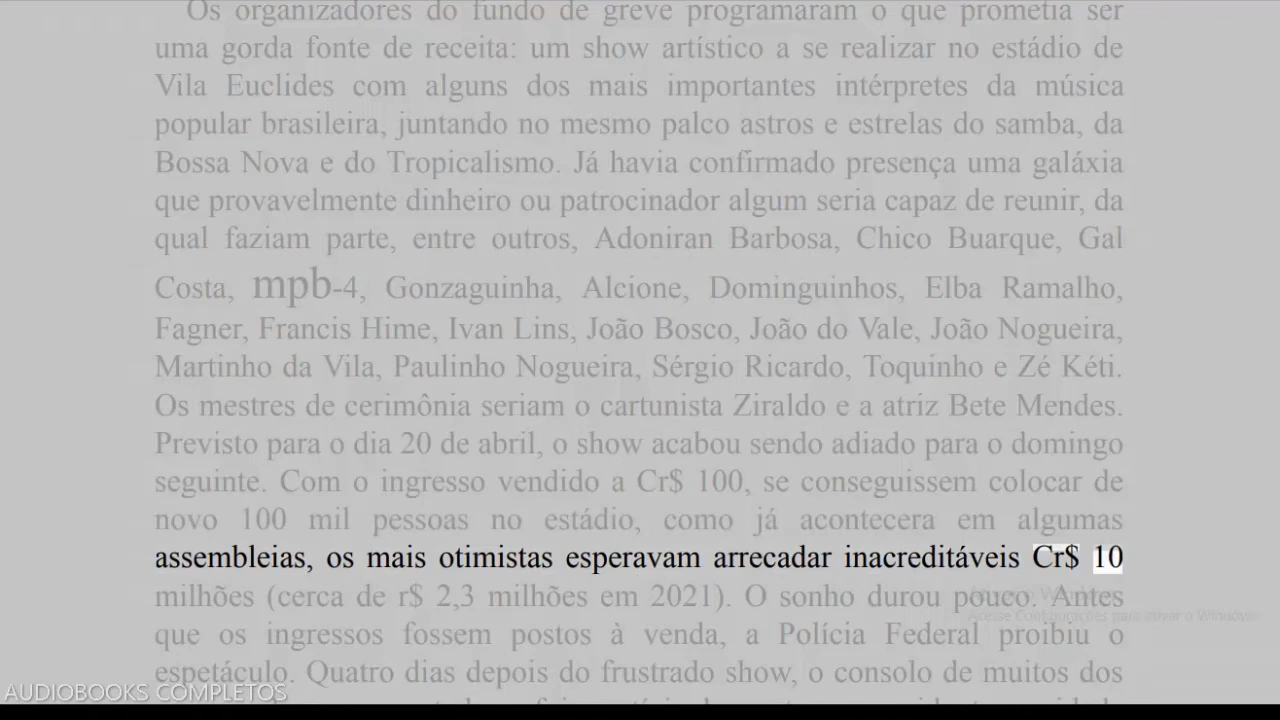 Os organizadores do fundo de greve programaram o que prometia ser
uma gorda fonte de receita: um show artístico a se realizar no estádio de
Vila Euclides com alguns dos mais importantes intérpretes da música
popular brasileira, juntando no mesmo palco astros e estrelas do samba, da
Bossa Nova e do Tropicalismo. Já havia confirmado presença uma galáxia
que provavelmente dinheiro ou patrocinador algum seria capaz de reunir, da
qual faziam parte, entre outros, Adoniran Barbosa, Chico Buarque, Gal
Costa, mpb-4, Gonzaguinha, Alcione, Dominguinhos, Elba Ramalho,
Fagner, Francis Hime, Ivan Lins, João Bosco, João do Vale, João Nogueira,
Martinho da Vila, Paulinho Nogueira, Sérgio Ricardo, Toquinho e Zé Kéti.
Os mestres de cerimônia seriam o cartunista Ziraldo e a atriz Bete Mendes.
Previsto para o dia 20 de abril, o show acabou sendo adiado para o domingo
seguinte. Com o ingresso vendido a Cr$ 100, se conseguissem colocar de
novo 100 mil pessoas no estádio, como já acontecera em algumas
assembleias, os mais otimistas esperavam arrecadar inacreditáveis Cr$ 10
milhões (cerca de r$ 2,3 milhões em 2021). O sonho durou pouco. Antes
que os ingressos fossem postos à venda, a Polícia Federal proibiu o
Acesse Configurações para ativar o Windows.
espetáculo. Quatro dias depois do frustrado show, o consolo de muitos dos
AUDIOBOOKS COMPLETOS